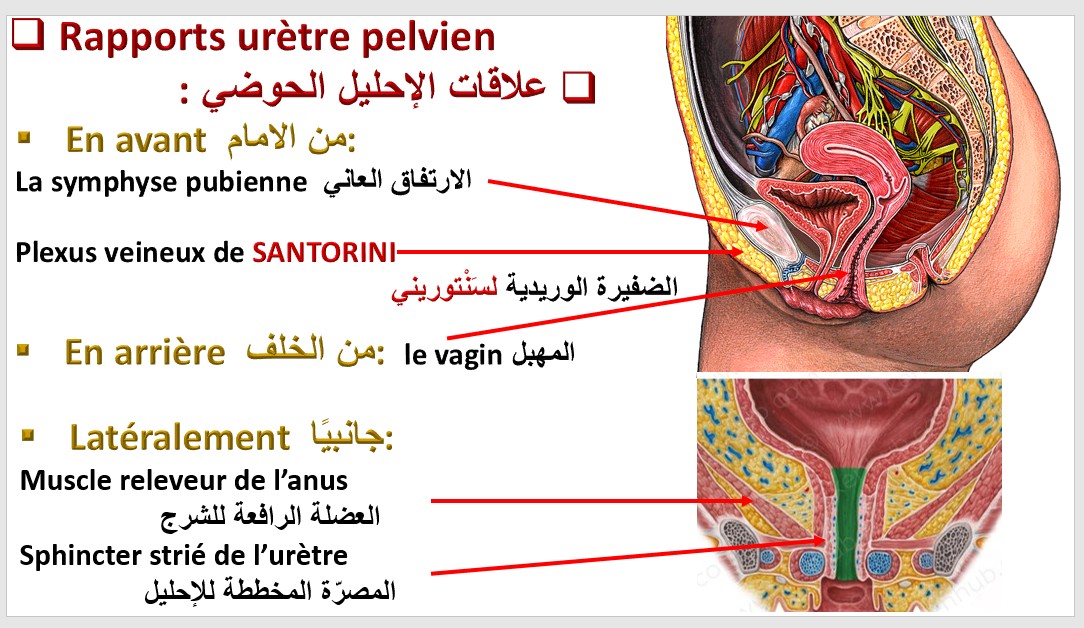 Rapports urètre pelvien
علاقات الإحليل الحوضي :
En avant من الامام:
La symphyse pubienne الارتفاق العاني
Plexus veineux de SANTORINI
الضفيرة الوريدية لسَنْتوريني
En arrière من الخلف: le vagin المهبل
Latéralement جانبيًا:
Muscle releveur de l’anus
العضلة الرافعة للشرج
Sphincter strié de l’urètre
المصرّة المخططة للإحليل